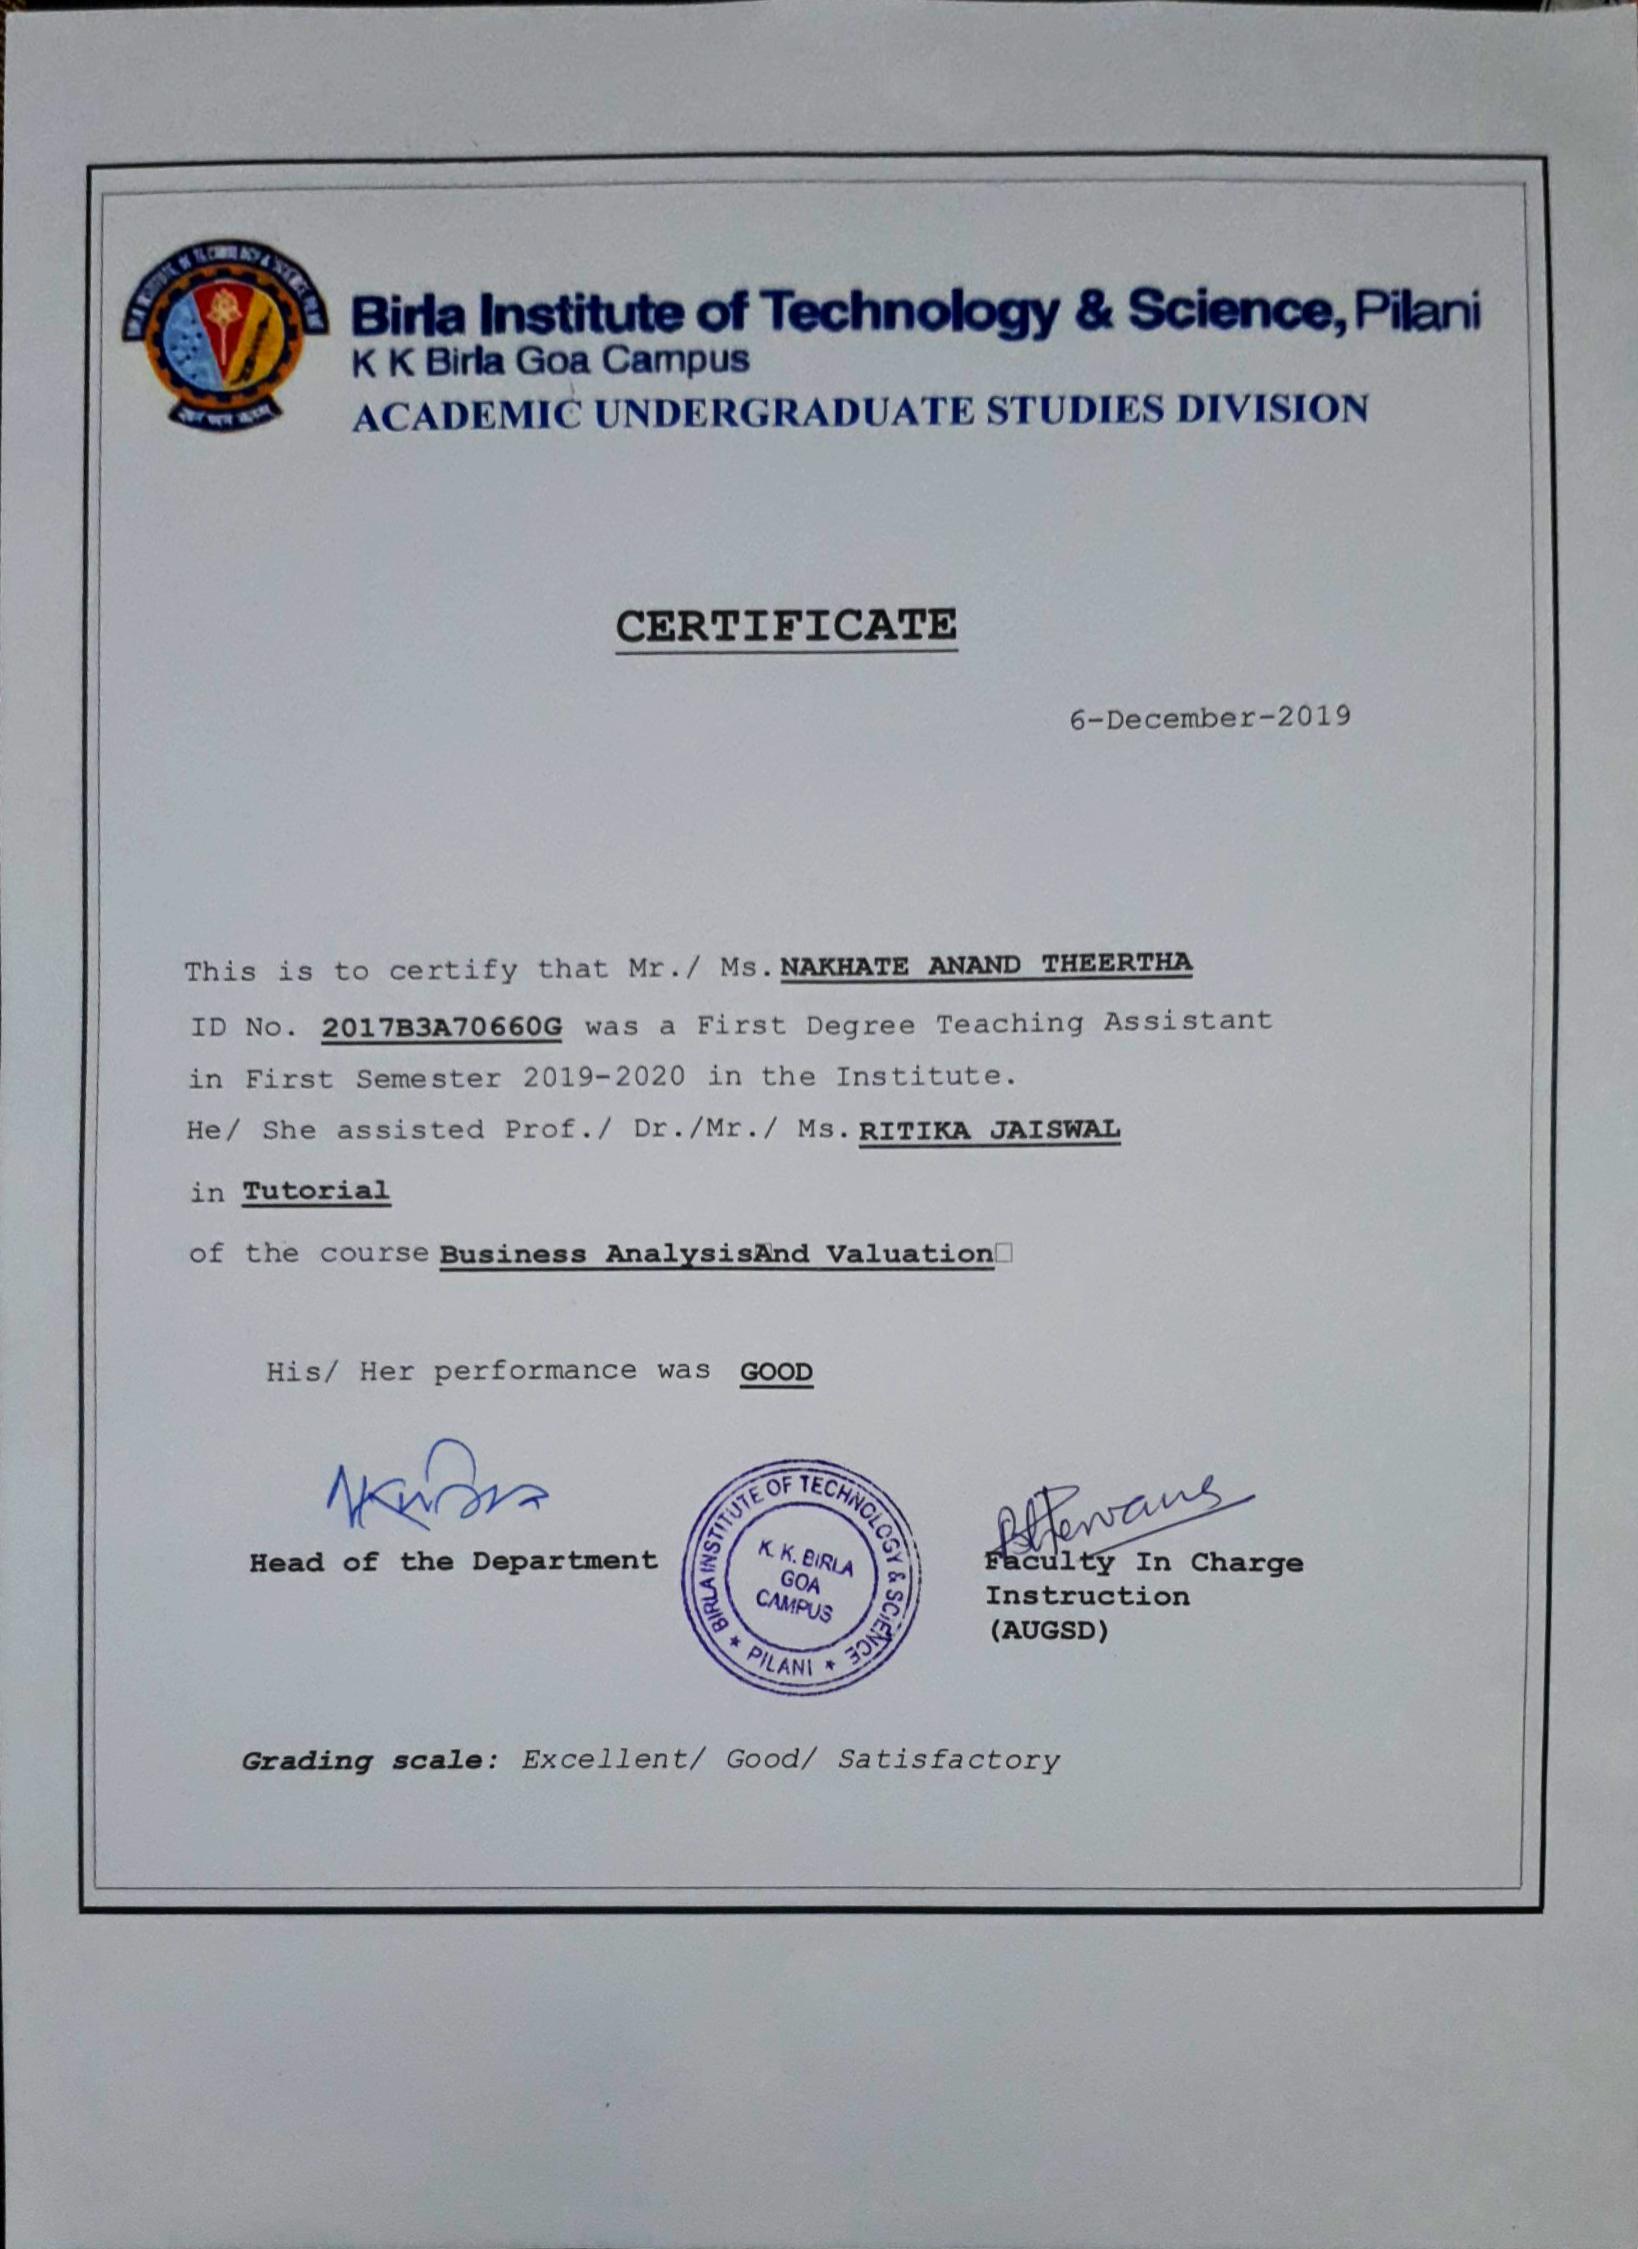 Birla Institute of Technology & Science, Pilani
K K Birla Goa Campus
ACADEMIC UNDERGRADUATE STUDIES DIVISION
CERTIFICATE
6-December-2019
This is to certify that Mr./ Ms. NAKHATE ANAND THEERTHA
ID No. 2017B3A70660G was a First Degree Teaching Assistant
in First Semester 2019-2020 in the Institute.
He/ She assisted Prof./ Dr./Mr./ Ms. RITIKA JAISWAL
in Tutorial
of the course Business AnalysisAnd Valuation
His/ Her performance was GOOD
Head of the Department
BIRLA INSTITUTE OF TECHNOLOGY & SCIENCE
★ PILANI ★
K. K. BIRLA
GOA
CAMPUS
Faculty In Charge
Instruction
(AUGSD)
Grading scale: Excellent/ Good/ Satisfactory